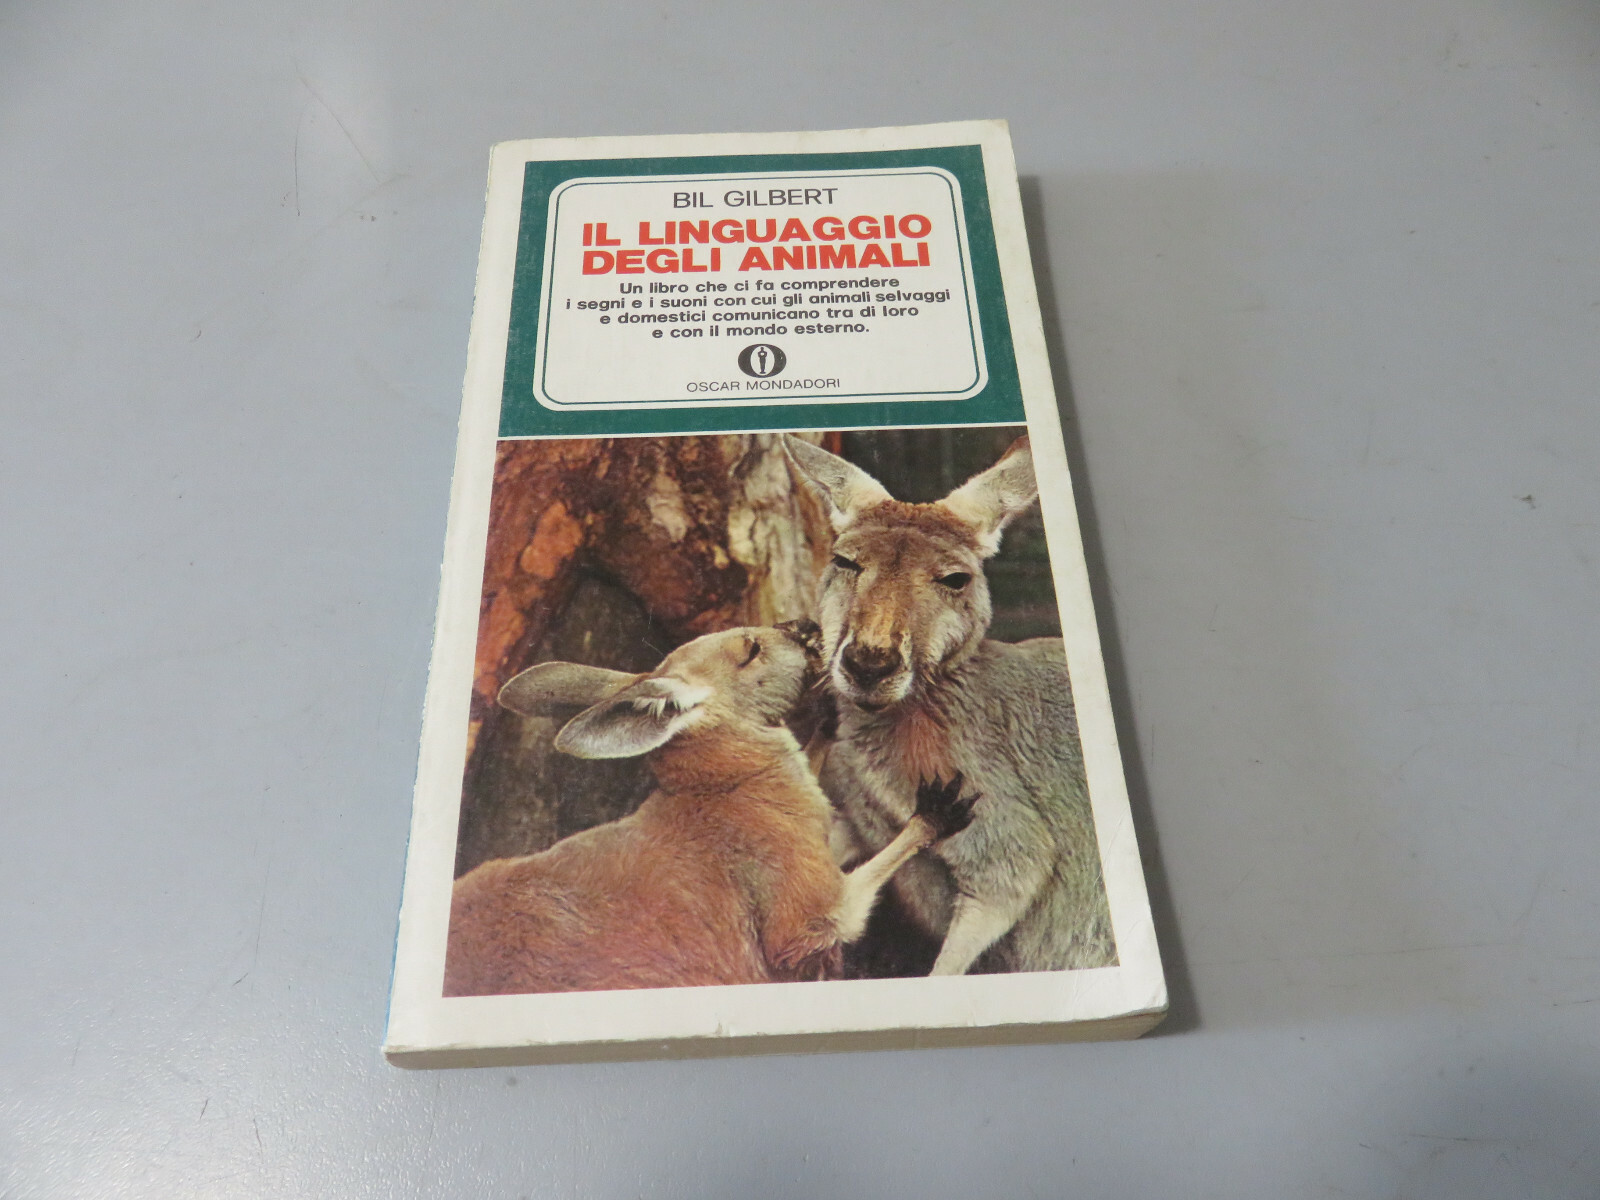 BIL GILBERT
IL LINGUAGGIO
DEGLI ANIMALI
Un libro che ci fa comprendere
i segni e i suoni con cui gli animali selvaggi
e domestici comunicano tra di loro
e con il mondo esterno.
OSCAR MONDADORI